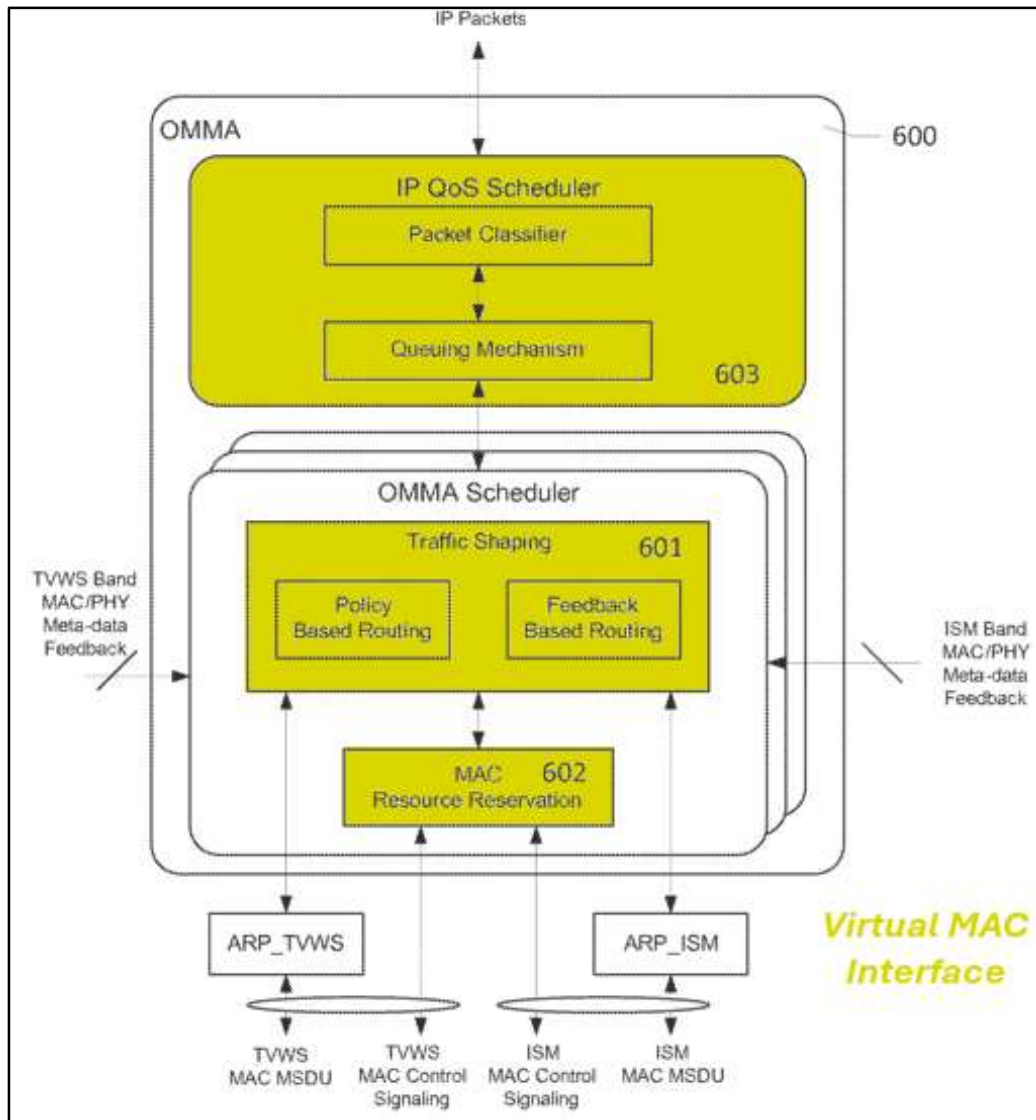 IP Packets
OMMA
600
IP QoS Scheduler
Packet Classifier
Queuing Mechanism
603
OMMA Scheduler
Traffic Shaping
601
Policy
Based Routing
Feedback
Based Routing
TVWS Band
MAC/PHY
Meta-data
Feedback
ISM Band
MAC/PHY
Meta-data
Feedback
MAC
Resource Reservation
602
ARP_TVWS
ARP_ISM
Virtual MAC
Interface
TVWS
MAC MSDU
TVWS
MAC Control
Signaling
ISM
MAC Control
Signaling
ISM
MAC MSDU